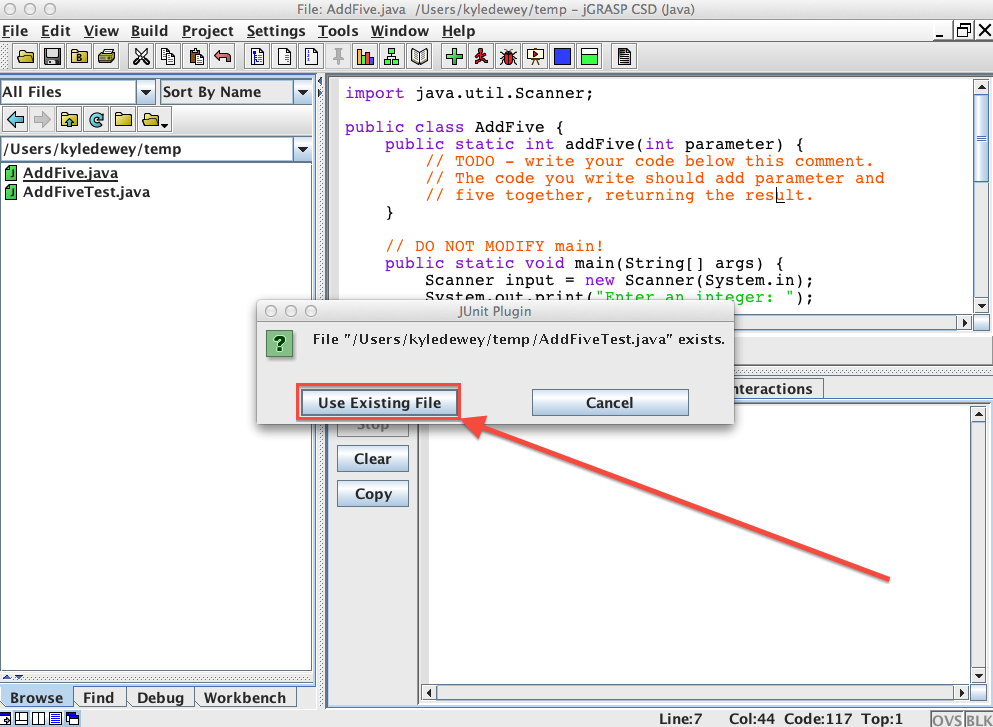 File: AddFive.java /Users/kyledewey/temp – jGRASP CSD (Java)
File Edit View Build Project Settings Tools Window Help
All Files Sort By Name
/Users/kyledewey/temp
AddFive.java
AddFiveTest.java
import java.util.Scanner;
public class AddFive {
public static int addFive(int parameter) {
// TODO - write your code below this comment.
// The code you write should add parameter and
// five together, returning the result.
}
// DO NOT MODIFY main!
public static void main(String[] args) {
Scanner input = new Scanner(System.in);
System.out.print("Enter an integer: ");
JUnit Plugin
File "/Users/kyledewey/temp/AddFiveTest.java" exists.
Use Existing File Cancel
nteractions
Stop
Clear
Copy
Browse Find Debug Workbench
Line:7 Col:44 Code:117 Top:1 OVS BLK